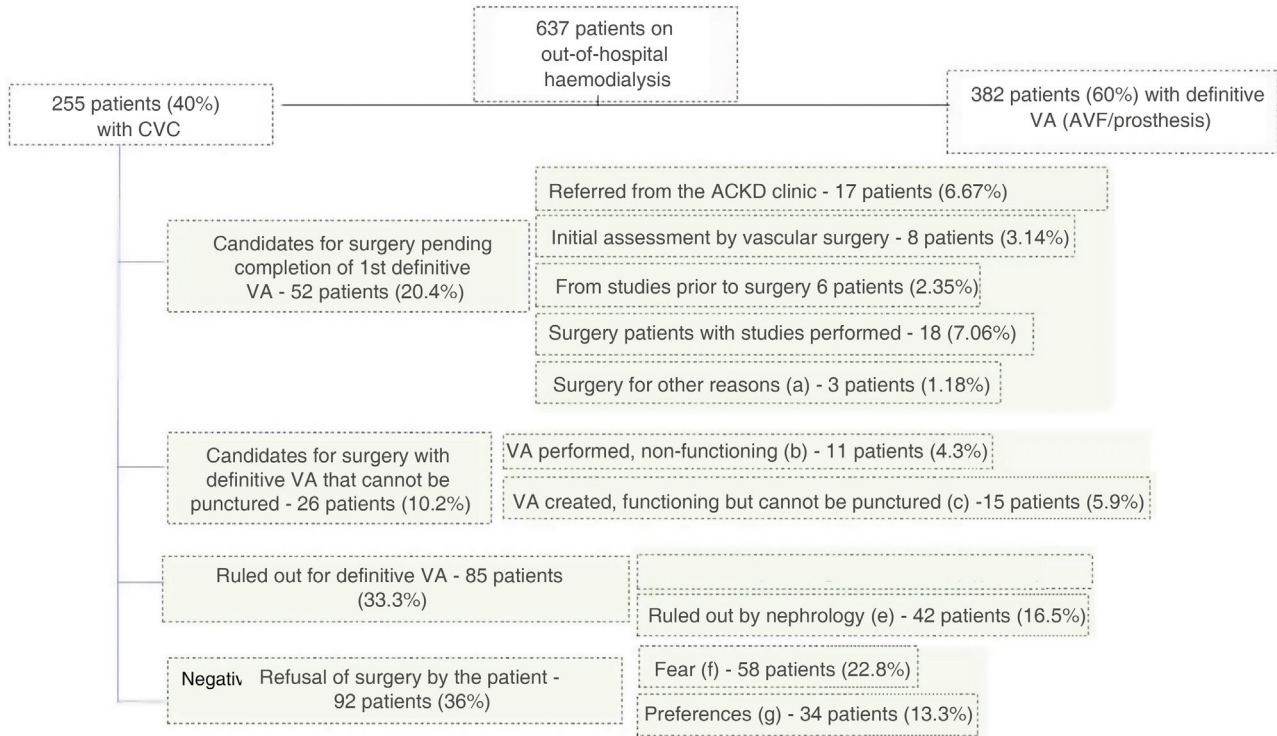 637 patients on
out-of-hospital
haemodialysis
255 patients (40%)
with CVC
382 patients (60%) with definitive
VA (AVF/prosthesis)
Candidates for surgery pending
completion of 1st definitive
VA - 52 patients (20.4%)
Referred from the ACKD clinic - 17 patients (6.67%)
Initial assessment by vascular surgery - 8 patients (3.14%)
From studies prior to surgery 6 patients (2.35%)
Surgery patients with studies performed - 18 (7.06%)
Surgery for other reasons (a) - 3 patients (1.18%)
Candidates for surgery with
definitive VA that cannot be
punctured - 26 patients (10.2%)
VA performed, non-functioning (b) - 11 patients (4.3%)
VA created, functioning but cannot be punctured (c) -15 patients (5.9%)
Ruled out for definitive VA - 85 patients
(33.3%)
Ruled out by nephrology (e) - 42 patients (16.5%)
Refusal of surgery by the patient -
92 patients (36%)
Fear (f) - 58 patients (22.8%)
Preferences (g) - 34 patients (13.3%)